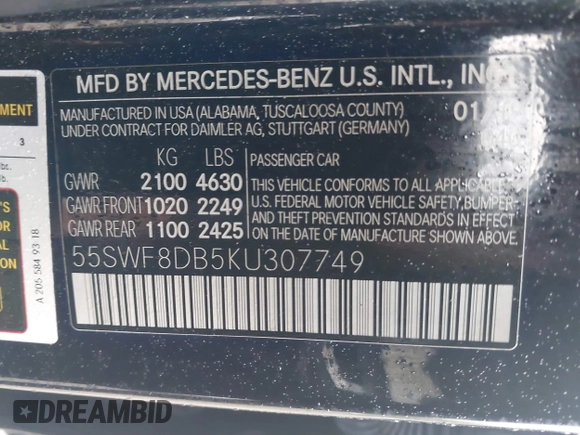 MFD BY MERCEDES-BENZ U.S. INTL., INC.
MANUFACTURED IN USA (ALABAMA, TUSCALOOSA COUNTY) 01/
UNDER CONTRACT FOR DAIMLER AG, STUTTGART (GERMANY)
KG LBS PASSENGER CAR
GVWR 2100 4630 THIS VEHICLE CONFORMS TO ALL APPLICABLE
GAWR FRONT 1020 2249 U.S. FEDERAL MOTOR VEHICLE SAFETY, BUMPER
GAWR REAR 1100 2425 AND THEFT PREVENTION STANDARDS IN EFFECT
ON THE DATE OF MANUFACTURE SHOWN ABOVE.
55SWF8DB5KU307749
A 205 584 93 18
3
lb.
DREAMBID